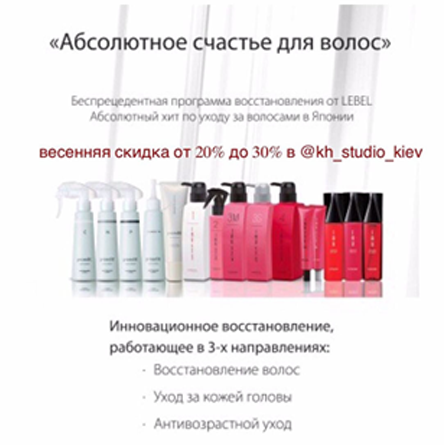 «Абсолютное счастье для волос»
Беспрецедентная программа восстановления от LEBEL
Абсолютный хит по уходу за волосами в Японии
весенняя скидка от 20% до 30% в @kh_studio_kiev
Инновационное восстановление,
работающее в 3-х направлениях:
· Восстановление волос
· Уход за кожей головы
· Антивозрастной уход